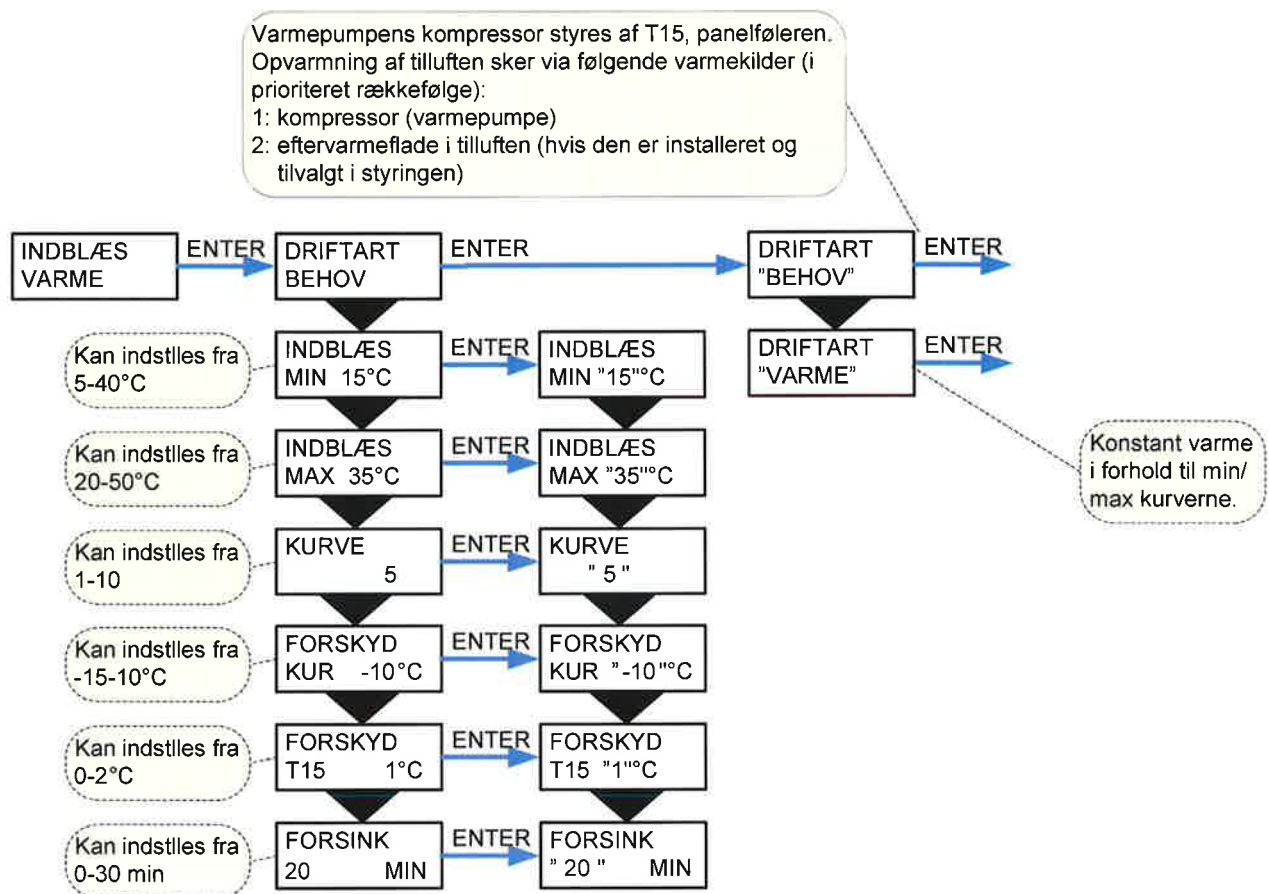 Varmepumpens kompressor styres af T15, panelføleren.
Opvarmning af tilluften sker via følgende varmekilder (i
prioriteret rækkefølge):
1: kompressor (varmepumpe)
2: eftervarmeflade i tilluften (hvis den er installeret og
tilvalgt i styringen)
INDBLÆS
VARME
ENTER
DRIFTART
BEHOV
ENTER
DRIFTART
"BEHOV"
ENTER
Kan indstlles fra
5-40°C
INDBLÆS
MIN 15°C
ENTER
INDBLÆS
MIN "15"°C
DRIFTART
"VARME"
ENTER
Konstant varme
i forhold til min/
max kurverne.
Kan indstlles fra
20-50°C
INDBLÆS
MAX 35°C
ENTER
INDBLÆS
MAX "35"°C
Kan indstlles fra
1-10
KURVE
5
ENTER
KURVE
" 5 "
Kan indstlles fra
-15-10°C
FORSKYD
KUR -10°C
ENTER
FORSKYD
KUR "-10"°C
Kan indstlles fra
0-2°C
FORSKYD
T15 1°C
ENTER
FORSKYD
T15 "1"°C
Kan indstlles fra
0-30 min
FORSINK
20 MIN
ENTER
FORSINK
" 20 " MIN